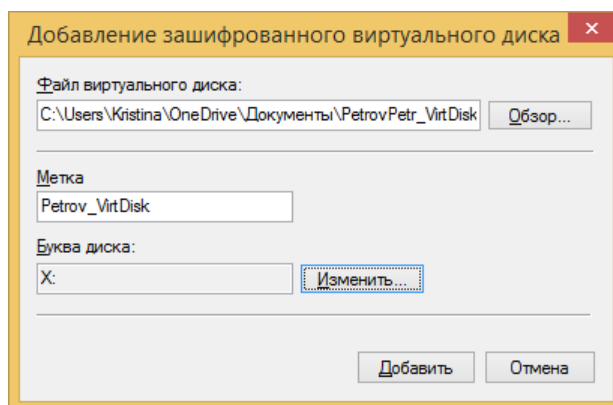 Добавление зашифрованного виртуального диска
Файл виртуального диска:
C:\Users\Kristina\OneDrive\Документы\PetrovPetr_VirtDisk
Обзор...
Метка
Petrov_VirtDisk
Буква диска:
X:
Изменить...
Добавить
Отмена